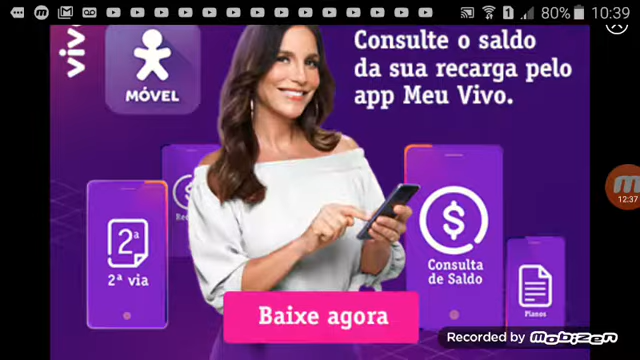 1 80% 10:39
vivo
MÓVEL
Consulte o saldo
da sua recarga pelo
app Meu Vivo.
12:37
2ª
2ª via
Consulta
de Saldo
Planos
Baixe agora
Recorded by mobizen